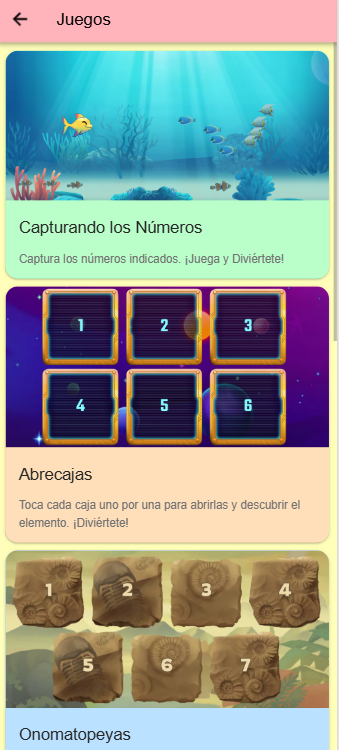 Juegos
Capturando los Números
Captura los números indicados. ¡Juega y Diviértete!
1 2 3
4 5 6
Abrecajas
Toca cada caja uno por una para abrirlas y descubrir el
elemento. ¡Diviértete!
1 2 3 4
5 6 7
Onomatopeyas